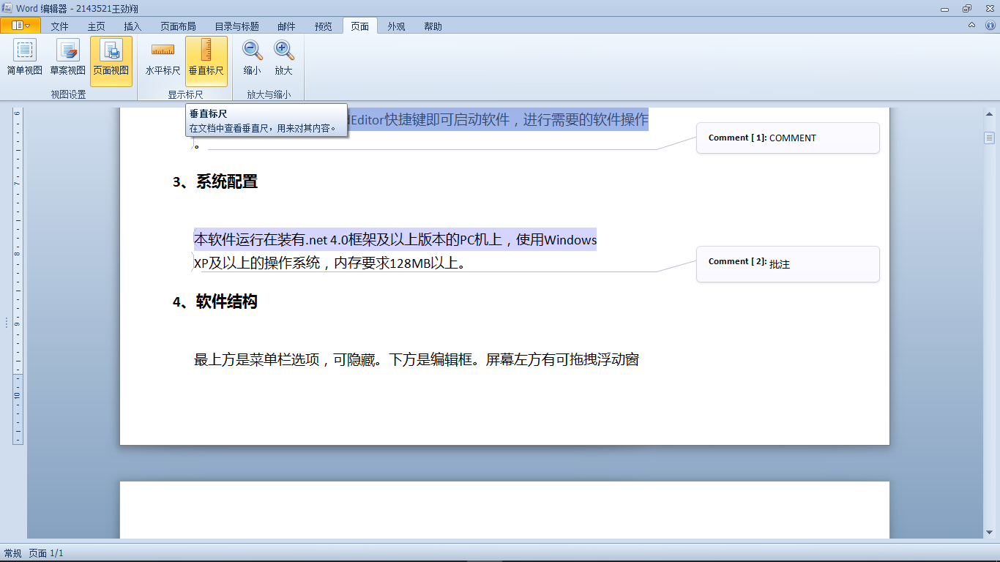 Word 编辑器 - 2143521王劲翔
文件 主页 插入 页面布局 目录与标题 邮件 预览 页面 外观 帮助
简单视图 草案视图 页面视图 水平标尺 垂直标尺 缩小 放大
视图设置 显示标尺 放大与缩小
垂直标尺
在文档中查看垂直尺，用来对其内容。
Editor快捷键即可启动软件，进行需要的软件操作
。
Comment [ 1]: COMMENT
3、系统配置
本软件运行在装有.net 4.0框架及以上版本的PC机上，使用Windows
XP及以上的操作系统，内存要求128MB以上。
Comment [ 2]: 批注
4、软件结构
最上方是菜单栏选项，可隐藏。下方是编辑框。屏幕左方有可拖拽浮动窗
6
7
8
9
10
常规 页面 1/1